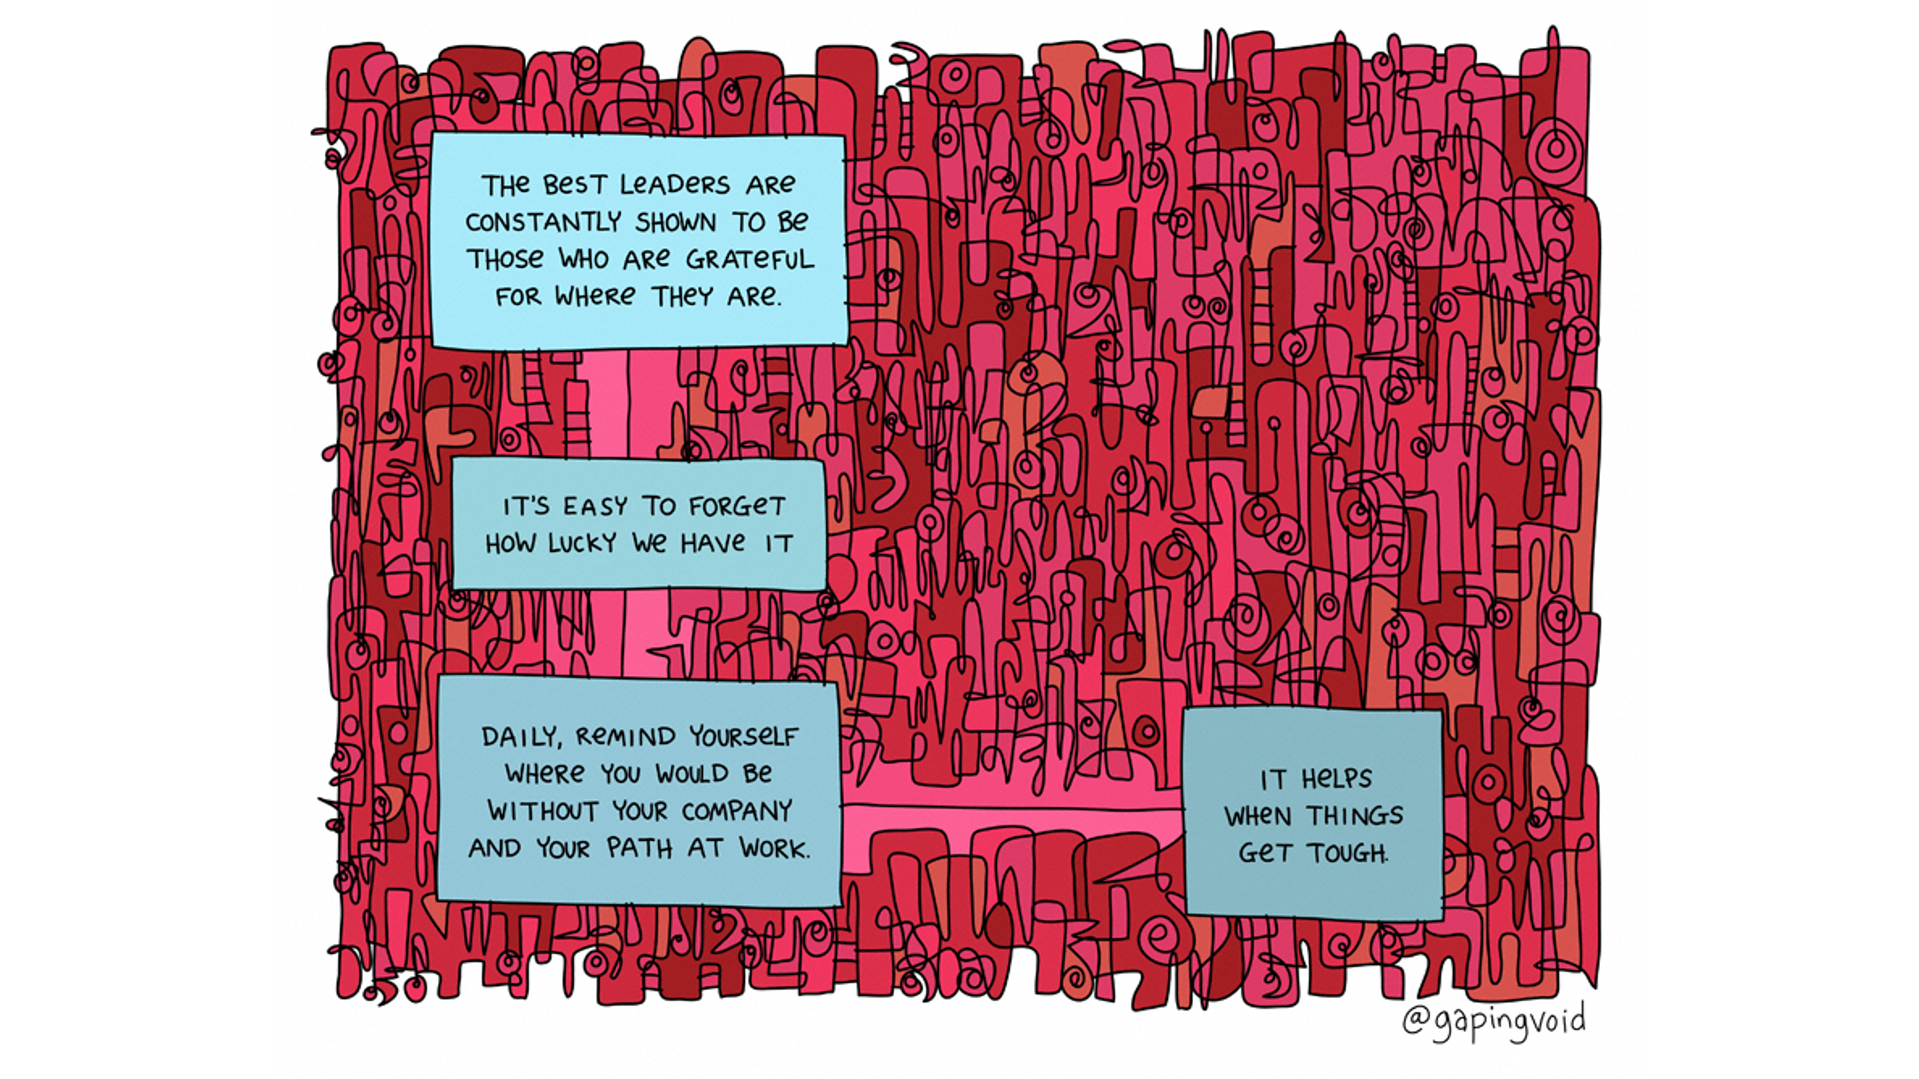 THE BEST LEADERS ARE
CONSTANTLY SHOWN TO BE
THOSE WHO ARE GRATEFUL
FOR WHERE THEY ARE.
IT'S EASY TO FORGET
HOW LUCKY WE HAVE IT
DAILY, REMIND YOURSELF
WHERE YOU WOULD BE
WITHOUT YOUR COMPANY
AND YOUR PATH AT WORK.
IT HELPS
WHEN THINGS
GET TOUGH.
@gapingvoid